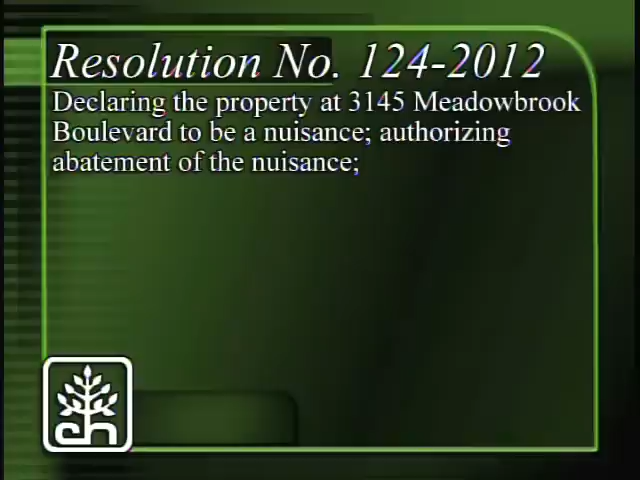 Resolution No. 124-2012
Declaring the property at 3145 Meadowbrook
Boulevard to be a nuisance; authorizing
abatement of the nuisance;
ch